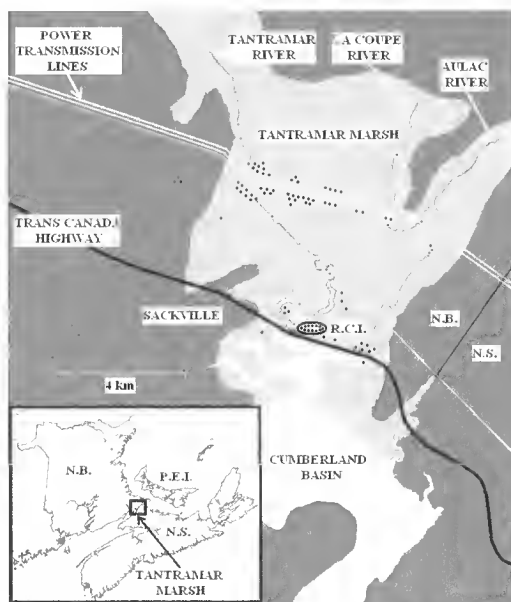 POWER
TRANSMISSION
LINES
TANTRAMAR
RIVER
A COUPE
RIVER
AULAC
RIVER
TANTRAMAR MARSH
TRANS CANADA
HIGHWAY
SACKVILLE
R.C.I.
N.B.
N.S.
4 km
CUMBERLAND
BASIN
N.B.
P.E.I.
N.S.
TANTRAMAR
MARSH